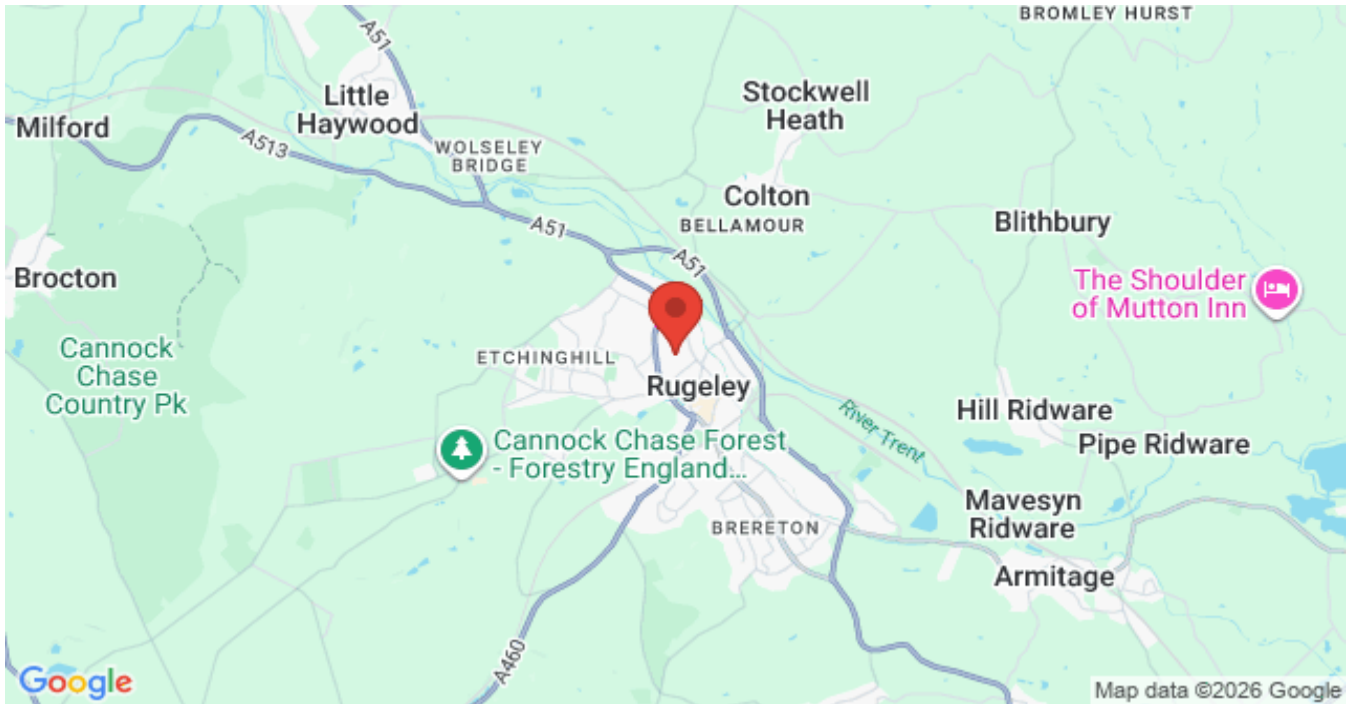 BROMLEY HURST
A51
Little
Haywood
Stockwell
Heath
Milford
A513
WOLSELEY
BRIDGE
Colton
BELLAMOUR
Blithbury
A51
A51
Brocton
The Shoulder
of Mutton Inn
Cannock
Chase
Country Pk
ETCHINGHILL
Rugeley
River Trent
Hill Ridware
Pipe Ridware
Cannock Chase Forest
- Forestry England...
Mavesyn
Ridware
BRERETON
Armitage
A460
Google
Map data ©2026 Google